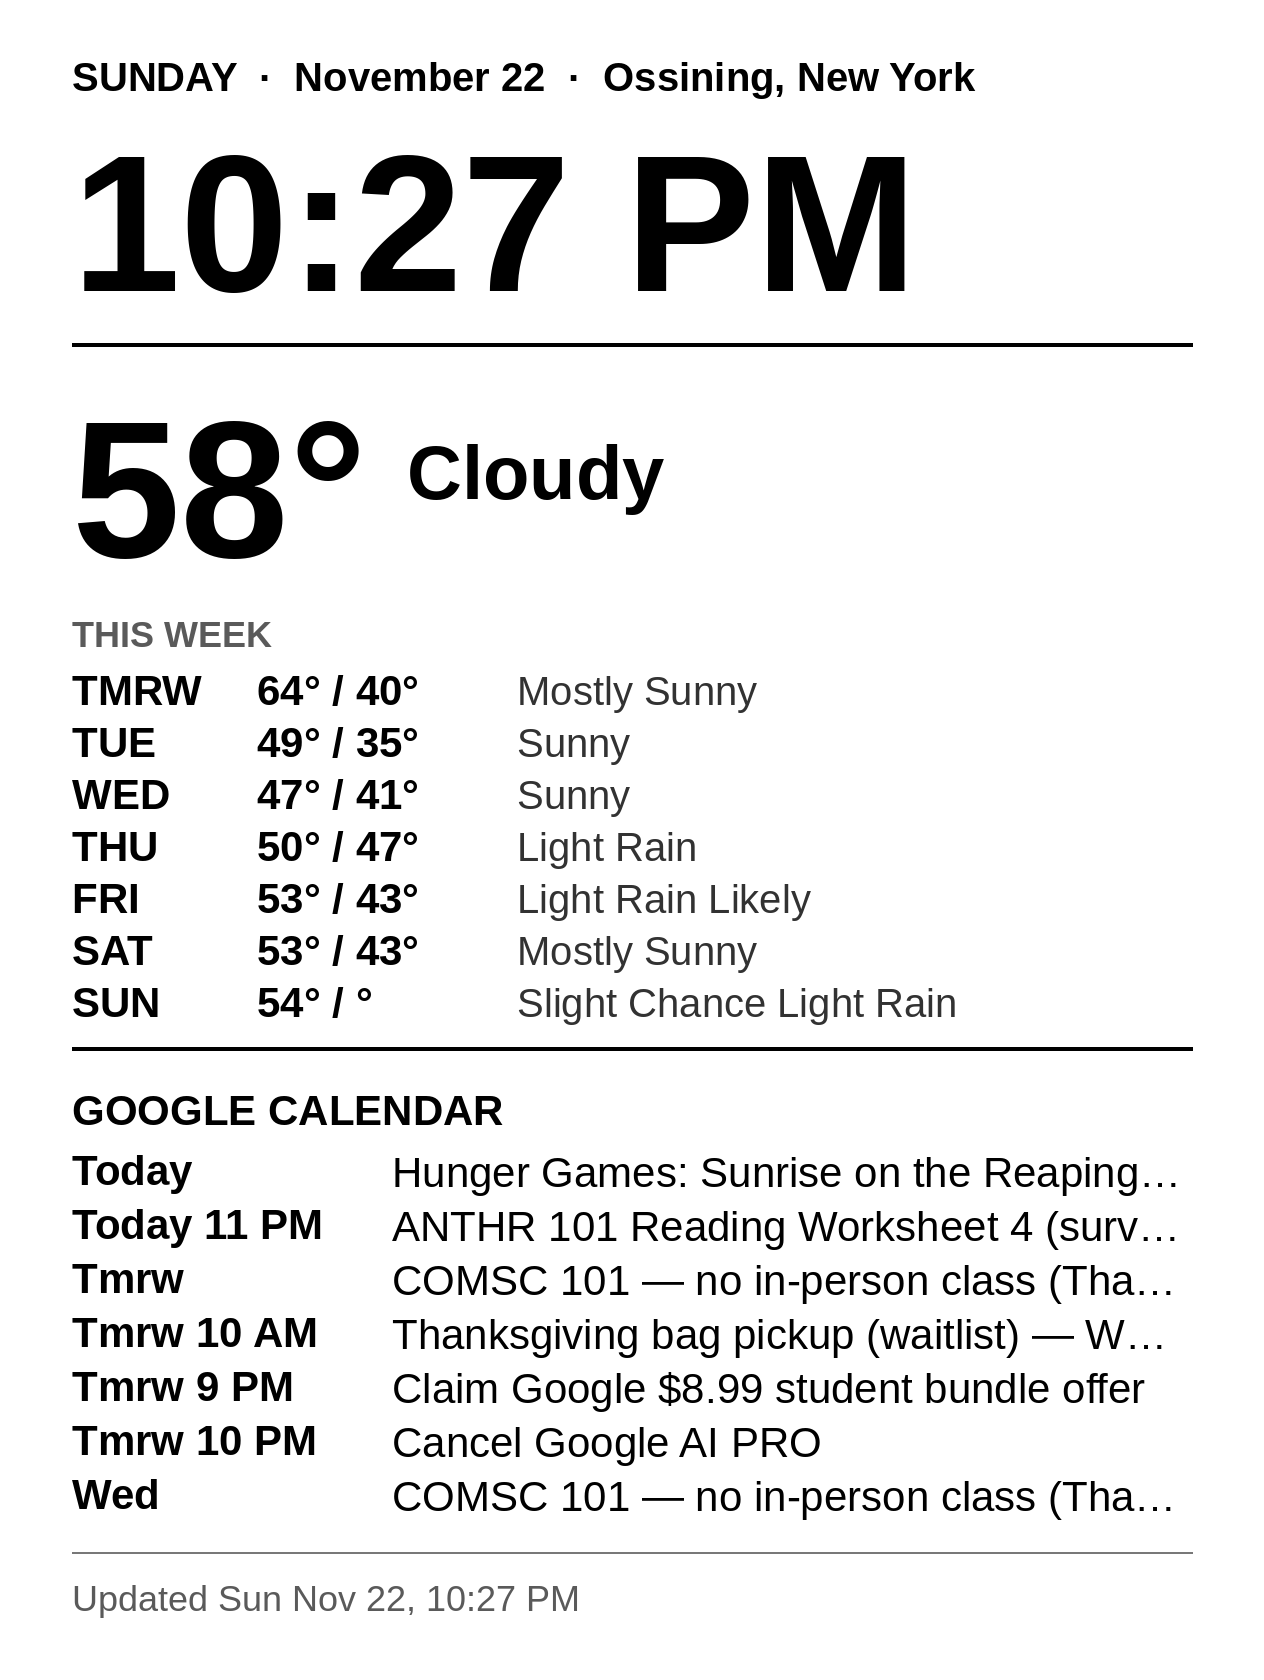 SUNDAY · November 22 · Ossining, New York
10:27 PM
58° Cloudy
THIS WEEK
TMRW 64° / 40° Mostly Sunny
TUE 49° / 35° Sunny
WED 47° / 41° Sunny
THU 50° / 47° Light Rain
FRI 53° / 43° Light Rain Likely
SAT 53° / 43° Mostly Sunny
SUN 54° / ° Slight Chance Light Rain
GOOGLE CALENDAR
Today Hunger Games: Sunrise on the Reaping…
Today 11 PM ANTHR 101 Reading Worksheet 4 (surv…
Tmrw COMSC 101 — no in-person class (Tha…
Tmrw 10 AM Thanksgiving bag pickup (waitlist) — W…
Tmrw 9 PM Claim Google $8.99 student bundle offer
Tmrw 10 PM Cancel Google AI PRO
Wed COMSC 101 — no in-person class (Tha…
Updated Sun Nov 22, 10:27 PM